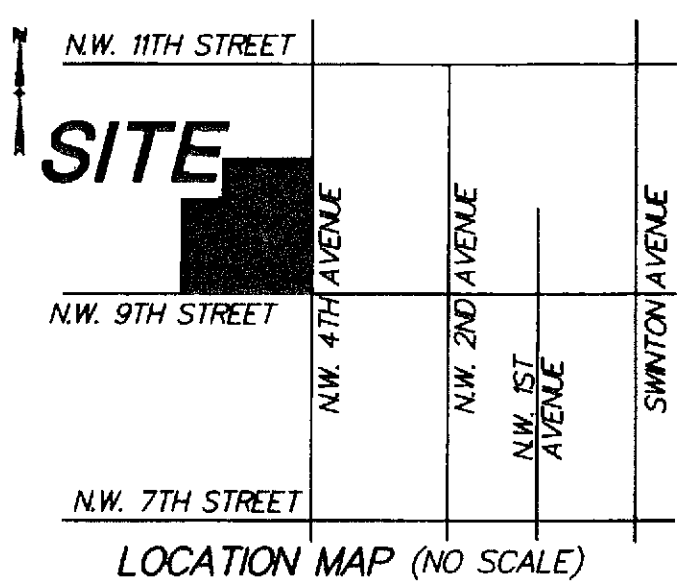 N
N.W. 11TH STREET
SITE
N.W. 4TH AVENUE
N.W. 2ND AVENUE
SWINTON AVENUE
N.W. 9TH STREET
N.W. 1ST
AVENUE
N.W. 7TH STREET
LOCATION MAP (NO SCALE)